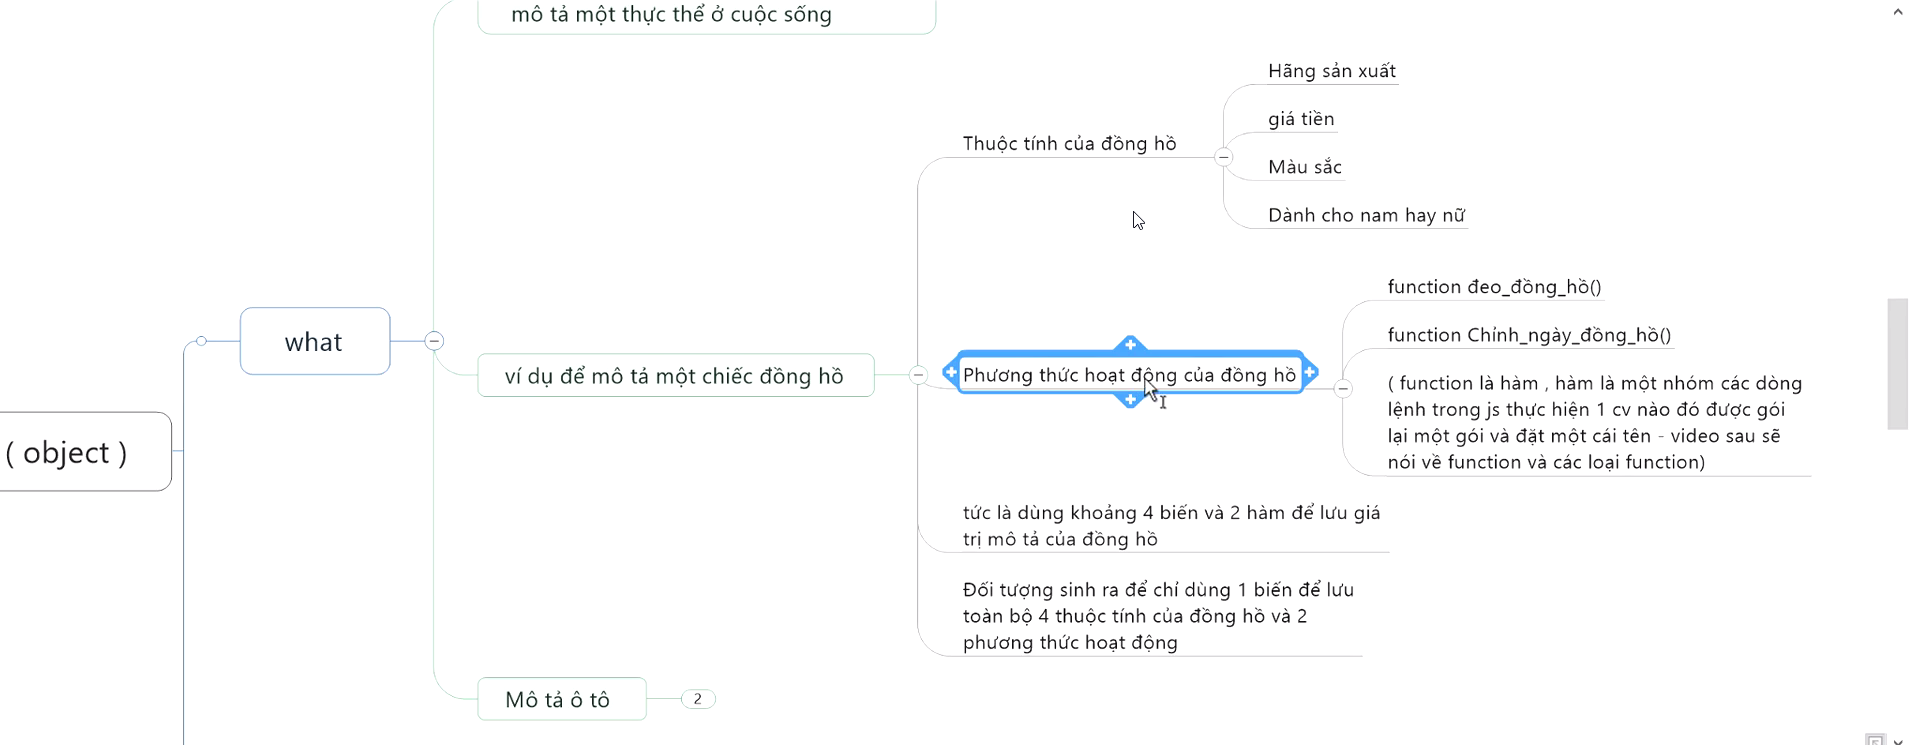 mô tả một thực thể ở cuộc sống
Hãng sản xuất
giá tiền
Thuộc tính của đồng hồ
Màu sắc
Dành cho nam hay nữ
function đeo_đồng_hồ()
what
function Chỉnh_ngày_đồng_hồ()
ví dụ để mô tả một chiếc đồng hồ
Phương thức hoạt động của đồng hồ
( function là hàm , hàm là một nhóm các dòng
lệnh trong js thực hiện 1 cv nào đó được gói
lại một gói và đặt một cái tên - video sau sẽ
nói về function và các loại function)
( object )
tức là dùng khoảng 4 biến và 2 hàm để lưu giá
trị mô tả của đồng hồ
Đối tượng sinh ra để chỉ dùng 1 biến để lưu
toàn bộ 4 thuộc tính của đồng hồ và 2
phương thức hoạt động
Mô tả ô tô
2